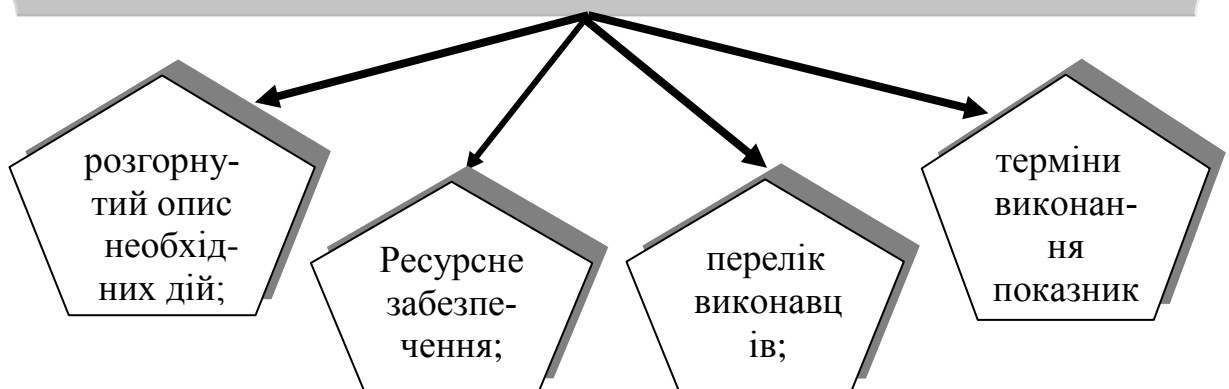 розгорну-
тий опис
необхід-
них дій;
Ресурсне
забезпе-
чення;
перелік
виконавц
ів;
терміни
виконан-
ня
показник